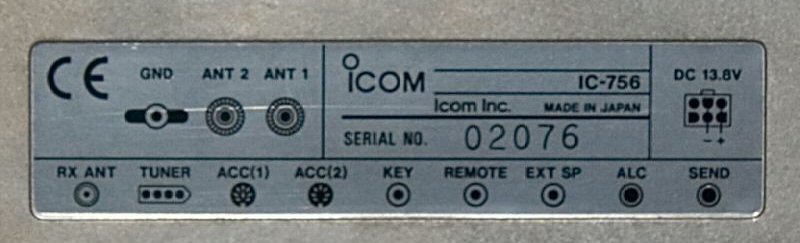 CE GND ANT 2 ANT 1
ICOM IC-756 DC 13.8V
Icom Inc. MADE IN JAPAN
SERIAL NO. 02076 - +
RX ANT TUNER ACC(1) ACC(2) KEY REMOTE EXT SP ALC SEND